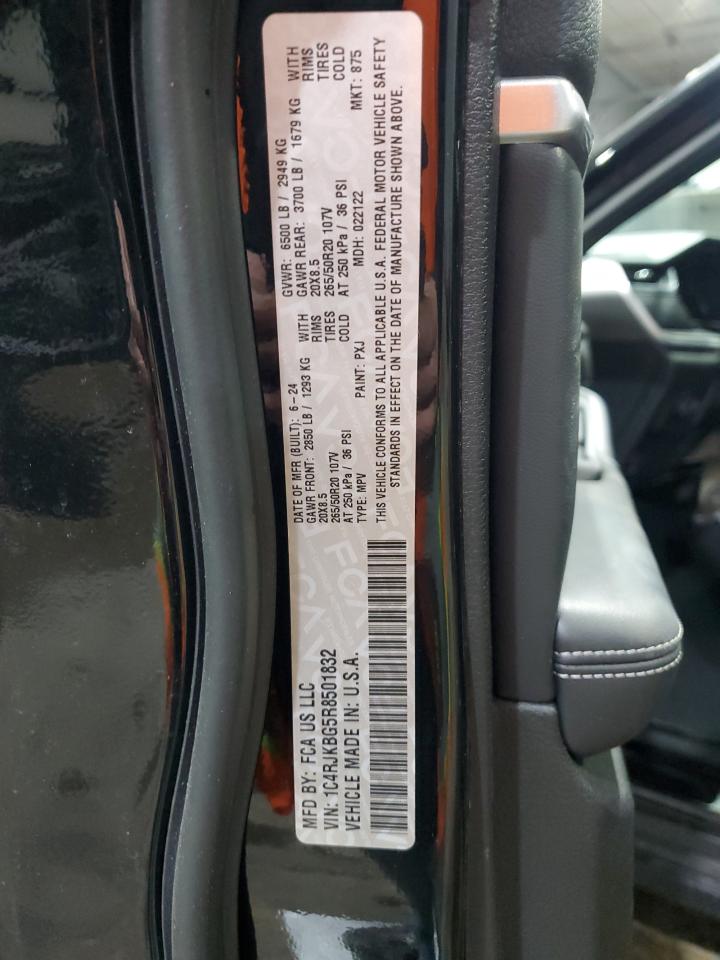 MFD BY: FCA US LLC
VIN: 1C4RJKBG5R8501832
VEHICLE MADE IN: U.S.A.
DATE OF MFR (BUILT): 6-24
GVWR: 6500 LB / 2949 KG
GAWR FRONT: 2850 LB / 1293 KG WITH
GAWR REAR: 3700 LB / 1679 KG WITH
20X8.5 RIMS
20X8.5 RIMS
265/50R20 107V TIRES
265/50R20 107V TIRES
AT 250 kPa / 36 PSI COLD
AT 250 kPa / 36 PSI COLD
TYPE: MPV PAINT: PXJ MDH: 022122 MKT: 875
THIS VEHICLE CONFORMS TO ALL APPLICABLE U.S.A. FEDERAL MOTOR VEHICLE SAFETY
STANDARDS IN EFFECT ON THE DATE OF MANUFACTURE SHOWN ABOVE.